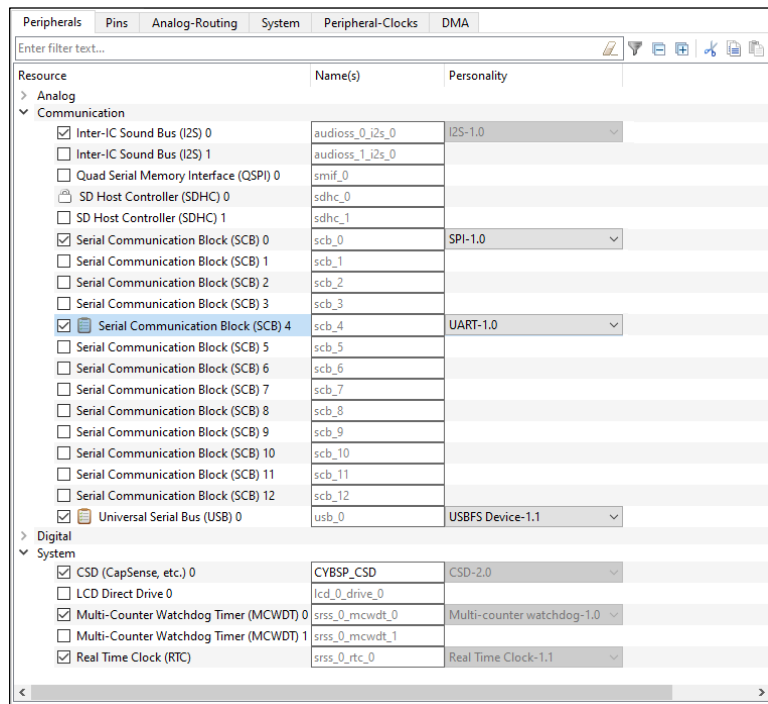 Peripherals Pins Analog-Routing System Peripheral-Clocks DMA
Enter filter text...
Resource Name(s) Personality
Analog
Communication
Inter-IC Sound Bus (I2S) 0 audioss_0_i2s_0 I2S-1.0
Inter-IC Sound Bus (I2S) 1 audioss_1_i2s_0
Quad Serial Memory Interface (QSPI) 0 smif_0
SD Host Controller (SDHC) 0 sdhc_0
SD Host Controller (SDHC) 1 sdhc_1
Serial Communication Block (SCB) 0 scb_0 SPI-1.0
Serial Communication Block (SCB) 1 scb_1
Serial Communication Block (SCB) 2 scb_2
Serial Communication Block (SCB) 3 scb_3
Serial Communication Block (SCB) 4 scb_4 UART-1.0
Serial Communication Block (SCB) 5 scb_5
Serial Communication Block (SCB) 6 scb_6
Serial Communication Block (SCB) 7 scb_7
Serial Communication Block (SCB) 8 scb_8
Serial Communication Block (SCB) 9 scb_9
Serial Communication Block (SCB) 10 scb_10
Serial Communication Block (SCB) 11 scb_11
Serial Communication Block (SCB) 12 scb_12
Universal Serial Bus (USB) 0 usb_0 USBFS Device-1.1
Digital
System
CSD (CapSense, etc.) 0 CYBSP_CSD CSD-2.0
LCD Direct Drive 0 lcd_0_drive_0
Multi-Counter Watchdog Timer (MCWDT) 0 srss_0_mcwdt_0 Multi-counter watchdog-1.0
Multi-Counter Watchdog Timer (MCWDT) 1 srss_0_mcwdt_1
Real Time Clock (RTC) srss_0_rtc_0 Real Time Clock-1.1